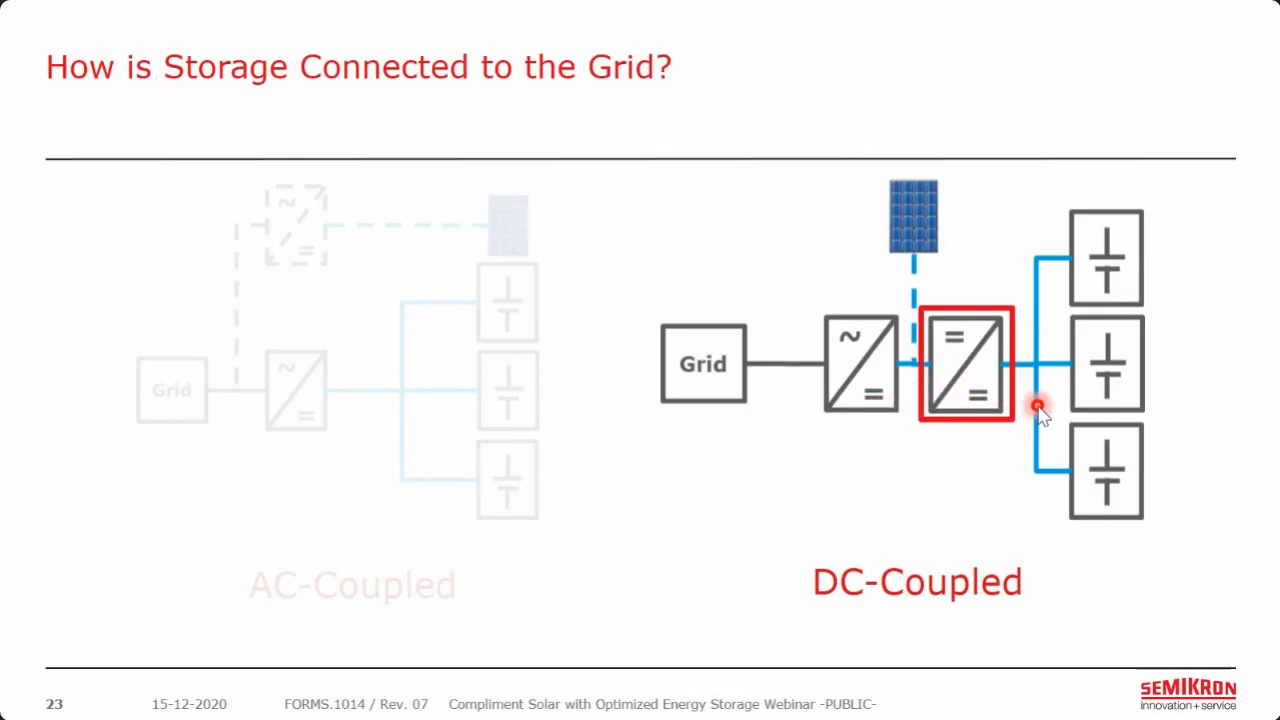 How is Storage Connected to the Grid?
Grid
~
=
AC-Coupled
Grid
~
=
=
=
DC-Coupled
23
15-12-2020
FORMS.1014 / Rev. 07
Compliment Solar with Optimized Energy Storage Webinar -PUBLIC-
SEMIKRON
innovation+service